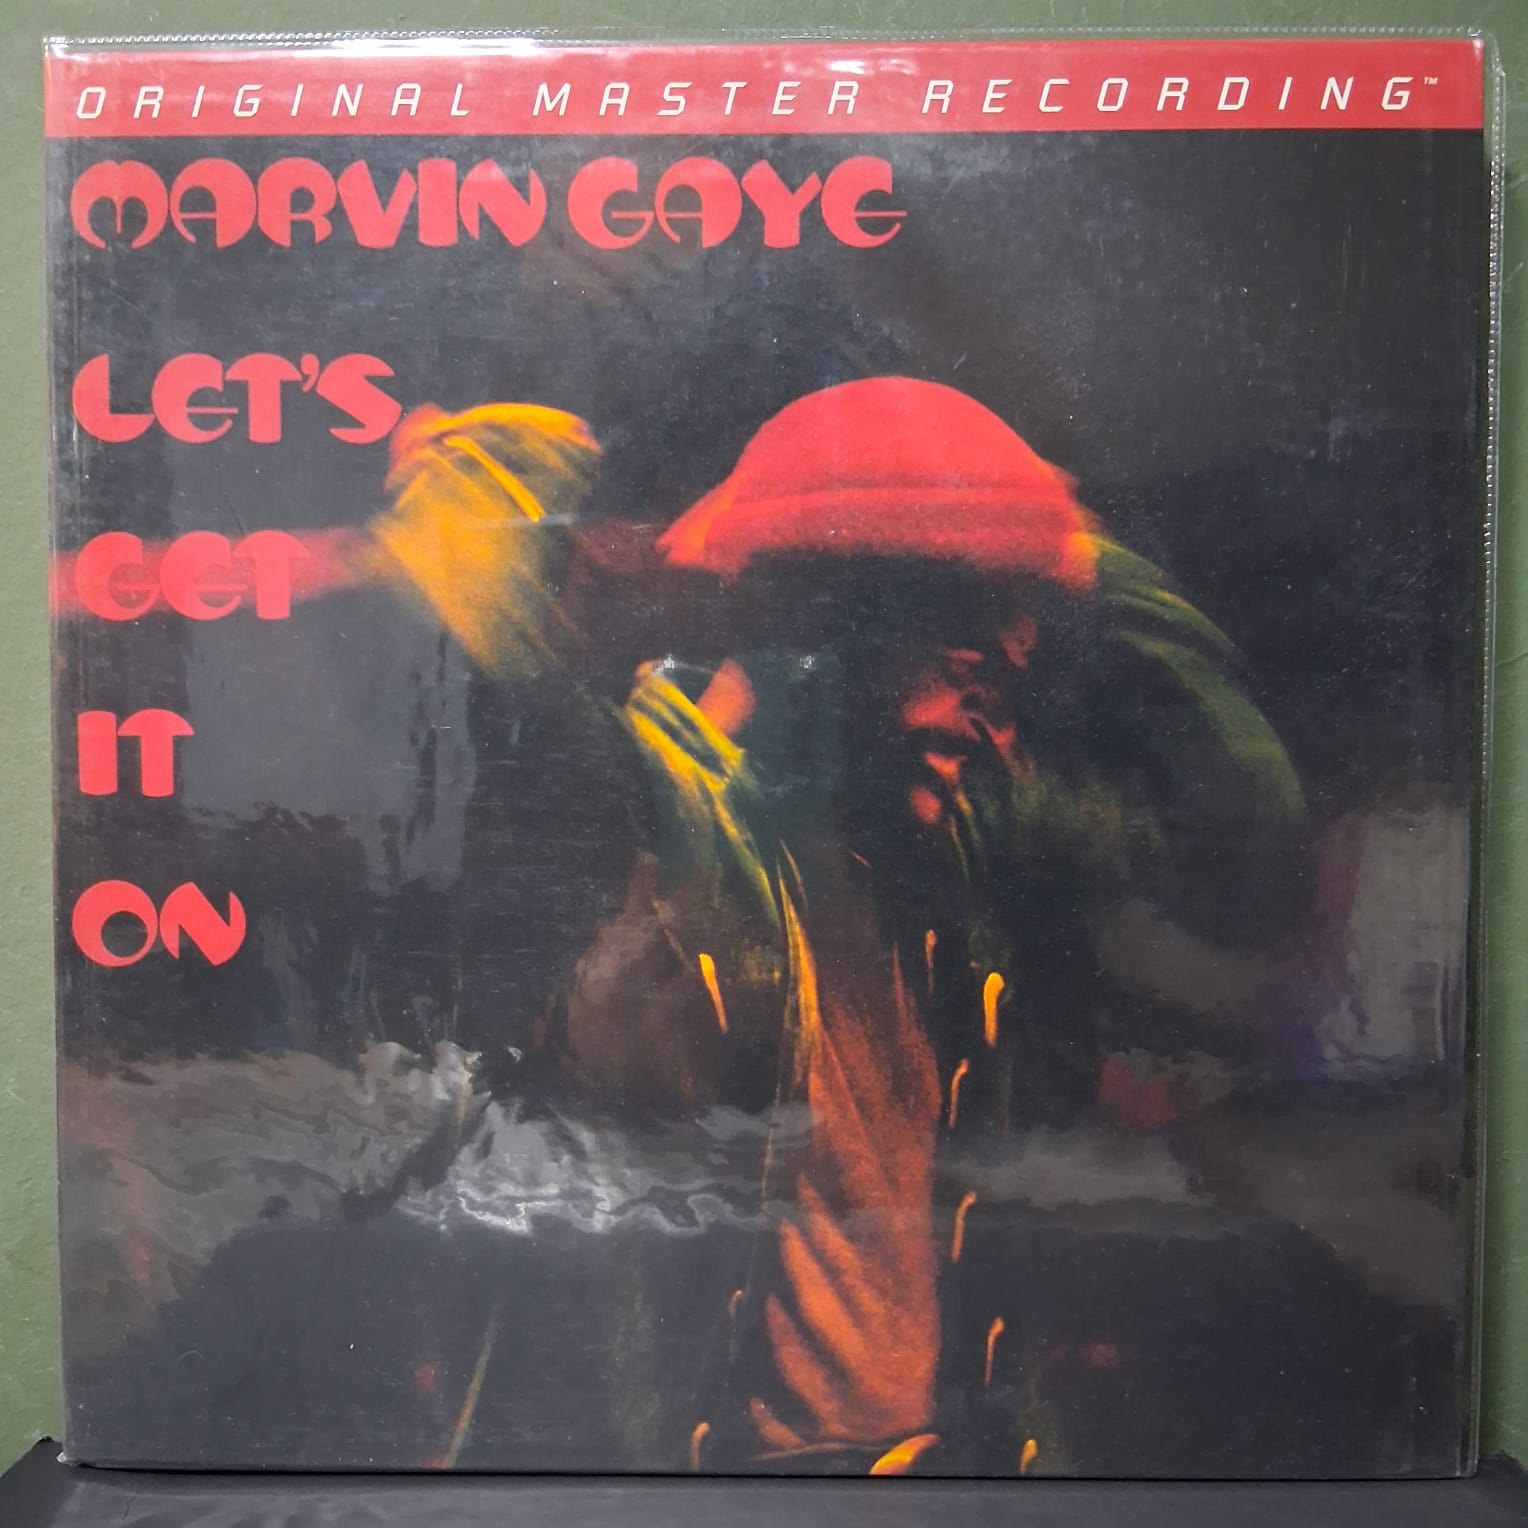 ORIGINAL MASTER RECORDING™
MARVIN GAYE
LET'S
GET
IT
ON